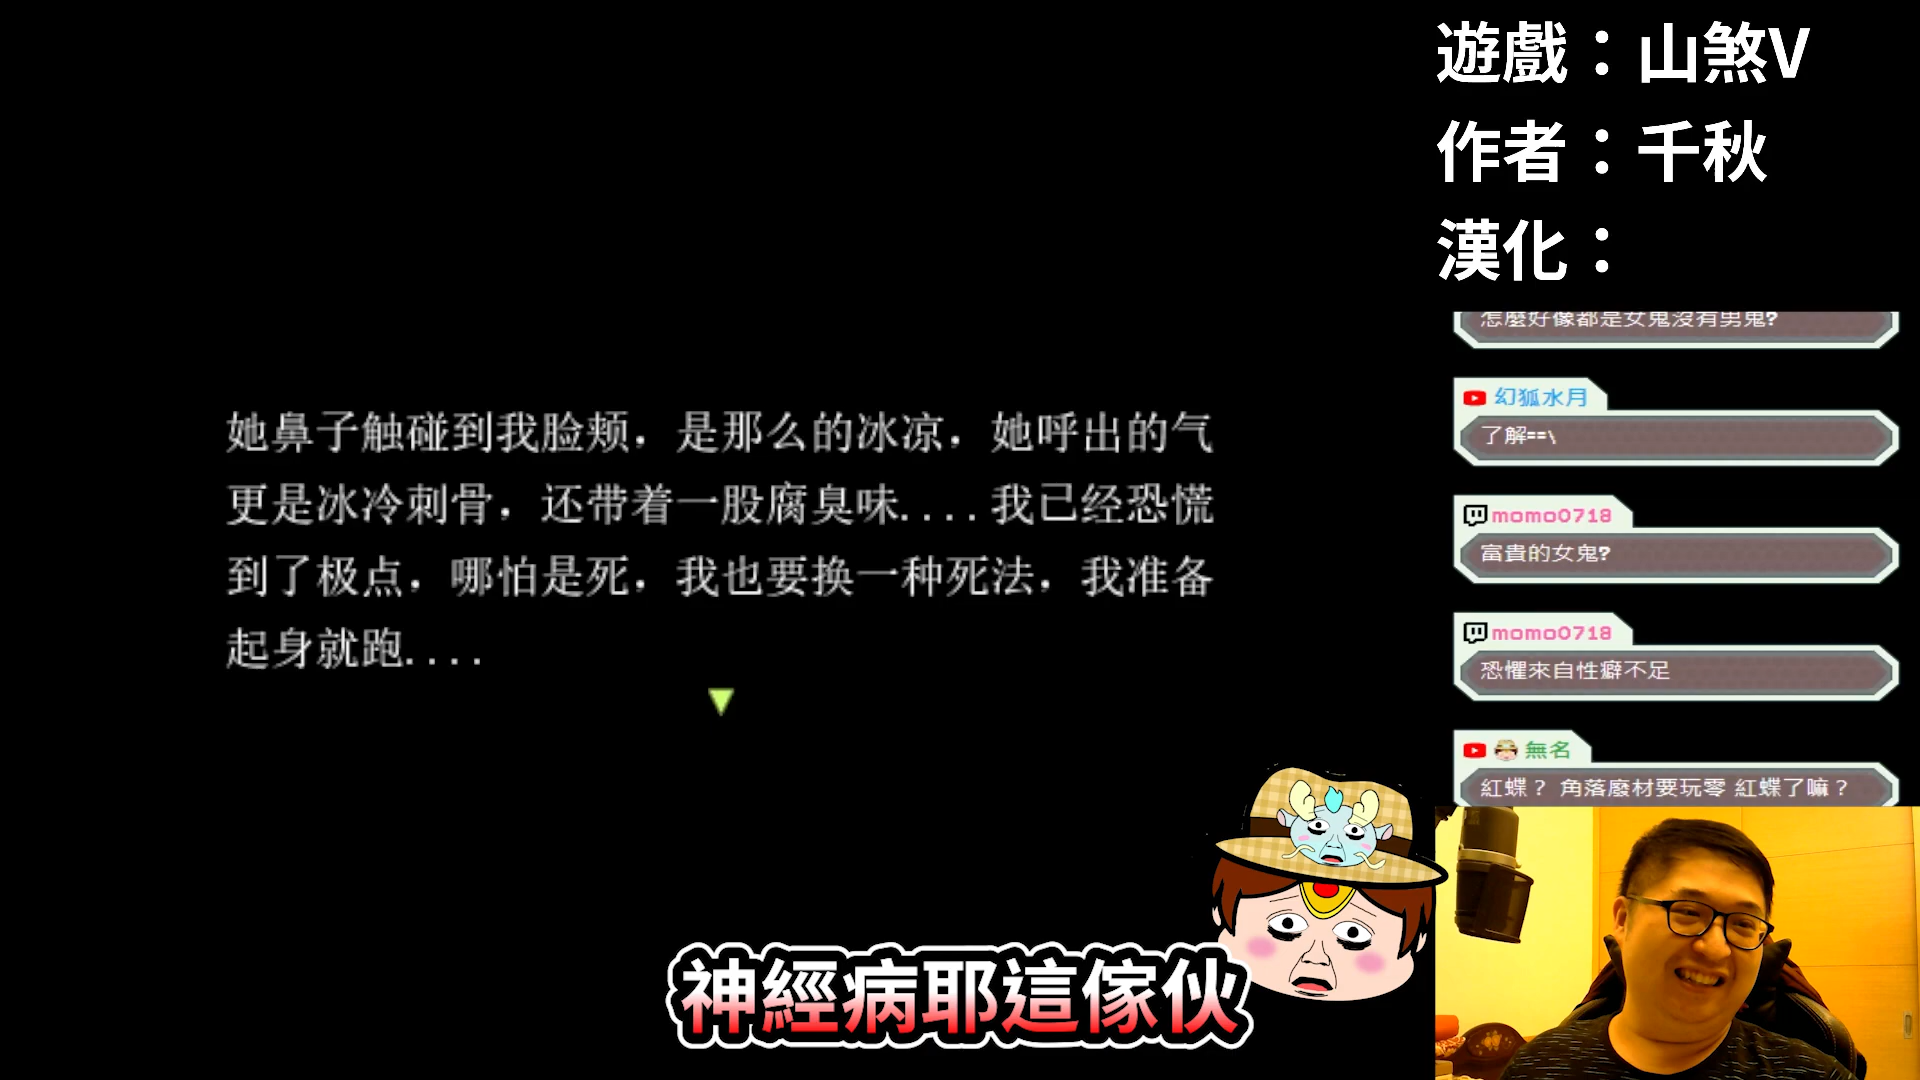 遊戲：山煞V
作者：千秋
漢化：
怎麼好像都是女鬼沒有男鬼?
幻狐水月
了解==\
momo0718
富貴的女鬼?
momo0718
恐懼來自性癖不足
無名
紅蝶？ 角落廢材要玩零 紅蝶了嘛？
她鼻子触碰到我脸颊，是那么的冰凉，她呼出的气
更是冰冷刺骨，还带着一股腐臭味....我已经恐慌
到了极点，哪怕是死，我也要换一种死法，我准备
起身就跑....
神經病耶這傢伙